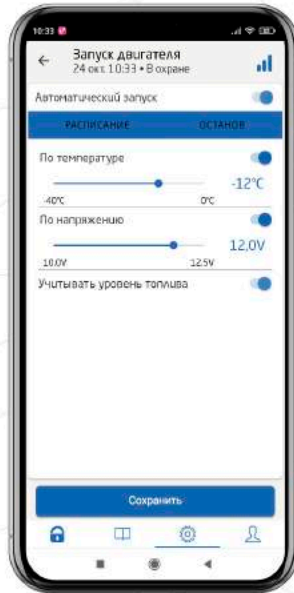 10:33
Запуск двигателя
24 окт. 10:33 • В охране
Автоматический запуск
РАСПИСАНИЕ ОСТАНОВ
По температуре
-12°C
-40°C 0°C
По напряжению
12,0V
10.0V 12.5V
Учитывать уровень топлива
Сохранить